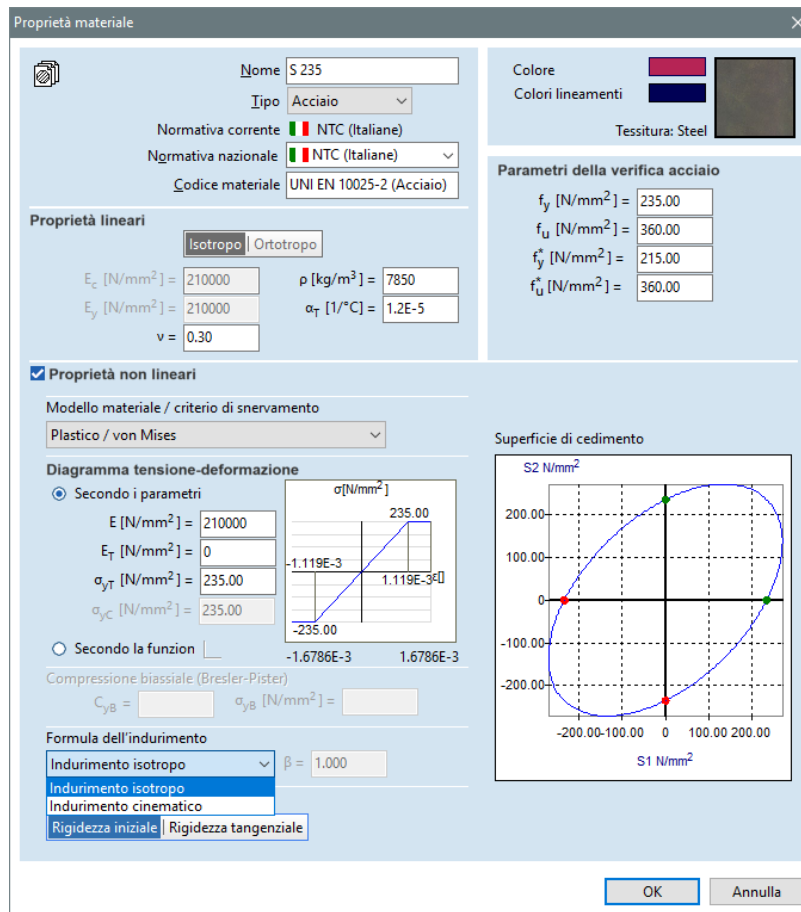 Proprietà materiale
Nome S 235
Tipo Acciaio
Normativa corrente NTC (Italiane)
Normativa nazionale NTC (Italiane)
Codice materiale UNI EN 10025-2 (Acciaio)
Colore
Colori lineamenti
Tessitura: Steel
Parametri della verifica acciaio
fy [N/mm²] = 235.00
fu [N/mm²] = 360.00
fy* [N/mm²] = 215.00
fu* [N/mm²] = 360.00
Proprietà lineari
Isotropo | Ortotropo
Ec [N/mm²] = 210000 ρ [kg/m³] = 7850
Ey [N/mm²] = 210000 αT [1/°C] = 1.2E-5
ν = 0.30
Proprietà non lineari
Modello materiale / criterio di snervamento
Plastico / von Mises
Diagramma tensione-deformazione
Secondo i parametri
E [N/mm²] = 210000
ET [N/mm²] = 0
σyT [N/mm²] = 235.00
σyC [N/mm²] = 235.00
Secondo la funzion
σ[N/mm²]
235.00
-1.119E-3
1.119E-3 ε[]
-235.00
-1.6786E-3 1.6786E-3
Compressione biassiale (Bresler-Pister)
CyB = σyB [N/mm²] =
Formula dell'indurimento
Indurimento isotropo β = 1.000
Indurimento isotropo
Indurimento cinematico
Rigidezza iniziale | Rigidezza tangenziale
Superficie di cedimento
S2 N/mm²
200.00
100.00
0
-100.00
-200.00
-200.00 -100.00 0 100.00 200.00
S1 N/mm²
OK Annulla